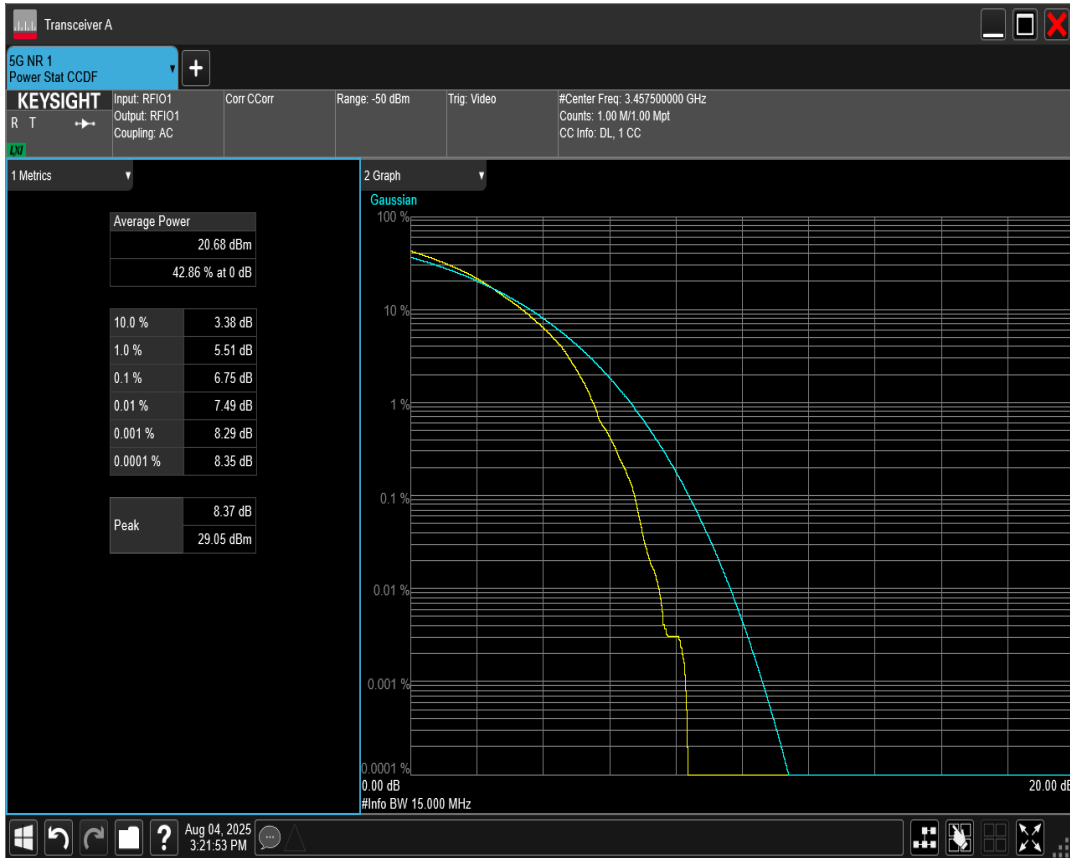 Transceiver A
5G NR 1
Power Stat CCDF
+
KEYSIGHT
R T
LXI
Input: RFIO1
Output: RFIO1
Coupling: AC
Corr CCorr
Range: -50 dBm
Trig: Video
#Center Freq: 3.457500000 GHz
Counts: 1.00 M/1.00 Mpt
CC Info: DL, 1 CC
1 Metrics
Average Power
20.68 dBm
42.86 % at 0 dB
10.0 % 3.38 dB
1.0 % 5.51 dB
0.1 % 6.75 dB
0.01 % 7.49 dB
0.001 % 8.29 dB
0.0001 % 8.35 dB
Peak
8.37 dB
29.05 dBm
2 Graph
Gaussian
100 %
10 %
1 %
0.1 %
0.01 %
0.001 %
0.0001 %
0.00 dB
20.00 dB
#Info BW 15.000 MHz
?
Aug 04, 2025
3:21:53 PM